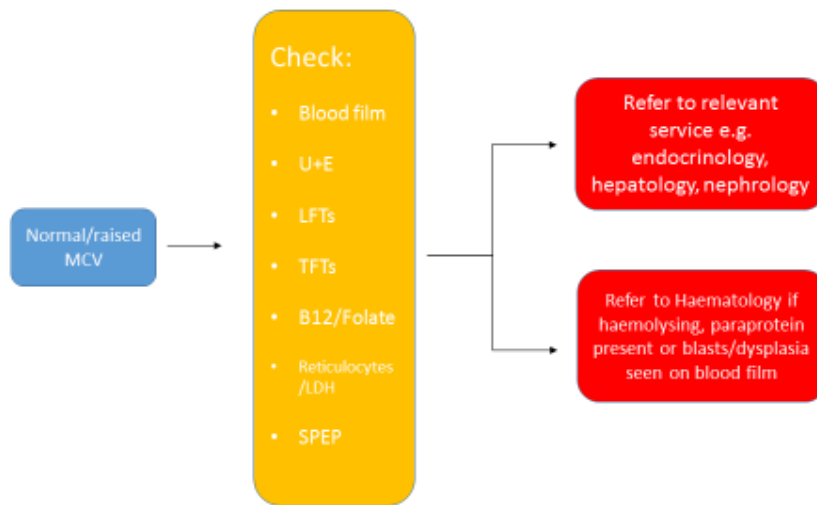 Normal/raised
MCV
Check:
• Blood film
• U+E
• LFTs
• TFTs
• B12/Folate
• Reticulocytes
/LDH
• SPEP
Refer to relevant
service e.g.
endocrinology,
hepatology, nephrology
Refer to Haematology if
haemolysing, paraprotein
present or blasts/dysplasia
seen on blood film